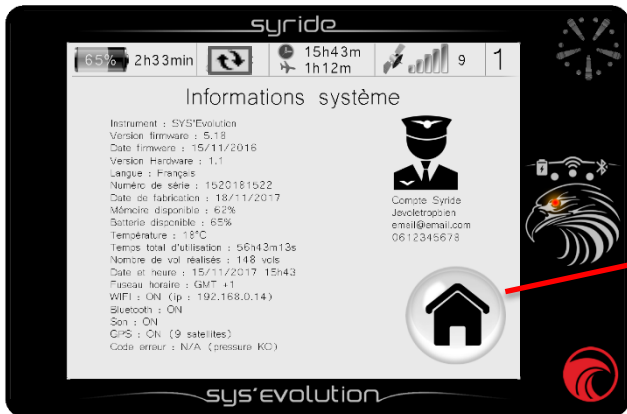 syride
65% 2h33min 15h43m 1h12m 9 1
Informations système
Instrument : SYS'Evolution
Version firmware : 5.18
Date firmware : 15/11/2016
Version Hardware : 1.1
Langue : Français
Numéro de série : 1520181522
Date de fabrication : 18/11/2017
Mémoire disponible : 62%
Batterie disponible : 65%
Température : 18°C
Temps total d'utilisation : 56h43m13s
Nombre de vol réalisés : 148 vols
Date et heure : 15/11/2017 15h43
Fuseau horaire : GMT +1
WIFI : ON (ip : 192.168.0.14)
Bluetooth : ON
Son : ON
GPS : ON (9 satellites)
Code erreur : N/A (pressure KO)
Compte Syride
Jevoletropbien
email@email.com
0612345678
sys'evolution